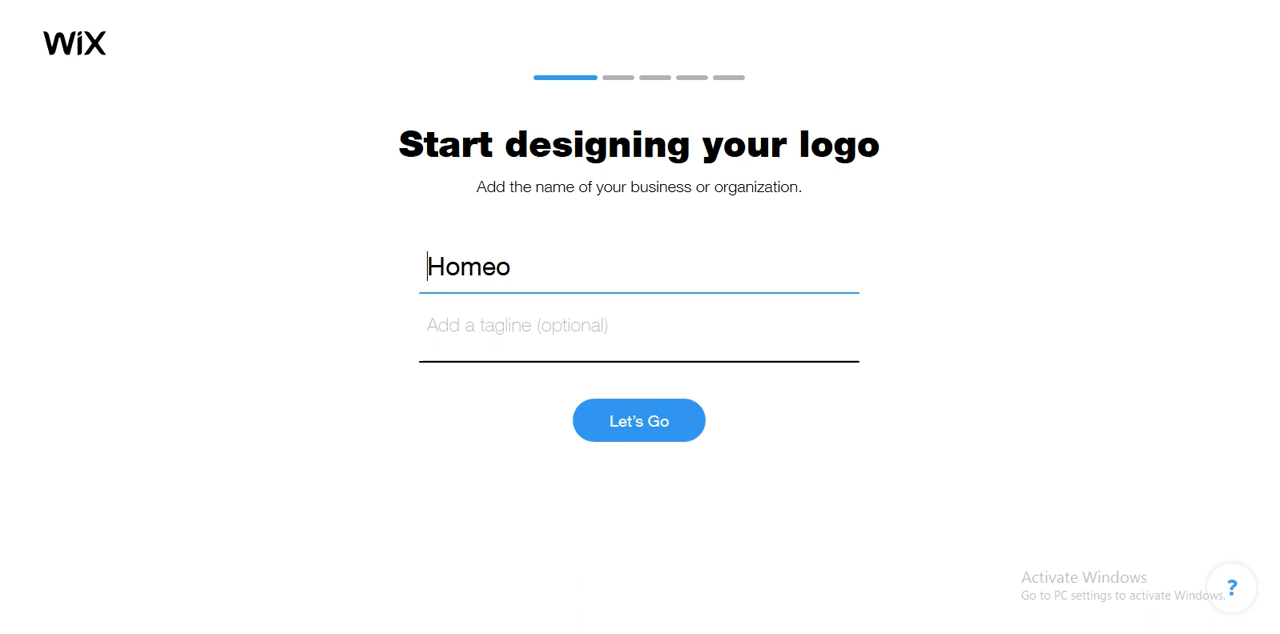 WiX
Start designing your logo
Add the name of your business or organization.
Homeo
Add a tagline (optional)
Let's Go
Activate Windows
Go to PC settings to activate Windows.
?